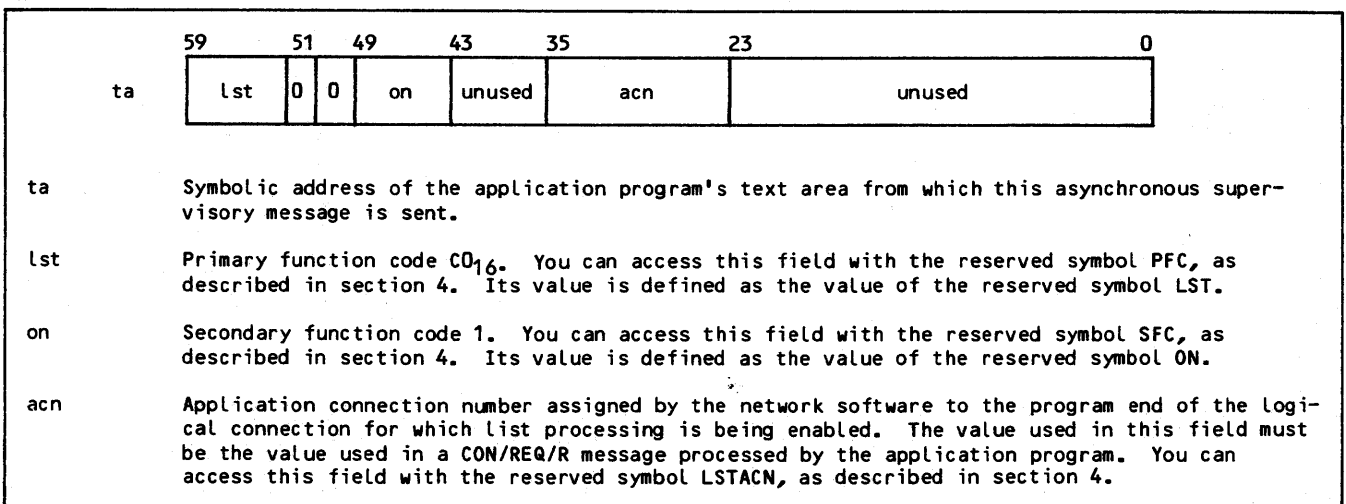 59 51 49 43 35 23 0
ta lst 0 0 on unused acn unused
ta Symbolic address of the application program's text area from which this asynchronous super-
visory message is sent.
lst Primary function code C0₁₆. You can access this field with the reserved symbol PFC, as
described in section 4. Its value is defined as the value of the reserved symbol LST.
on Secondary function code 1. You can access this field with the reserved symbol SFC, as
described in section 4. Its value is defined as the value of the reserved symbol ON.
acn Application connection number assigned by the network software to the program end of the logi-
cal connection for which list processing is being enabled. The value used in this field must
be the value used in a CON/REQ/R message processed by the application program. You can
access this field with the reserved symbol LSTACN, as described in section 4.